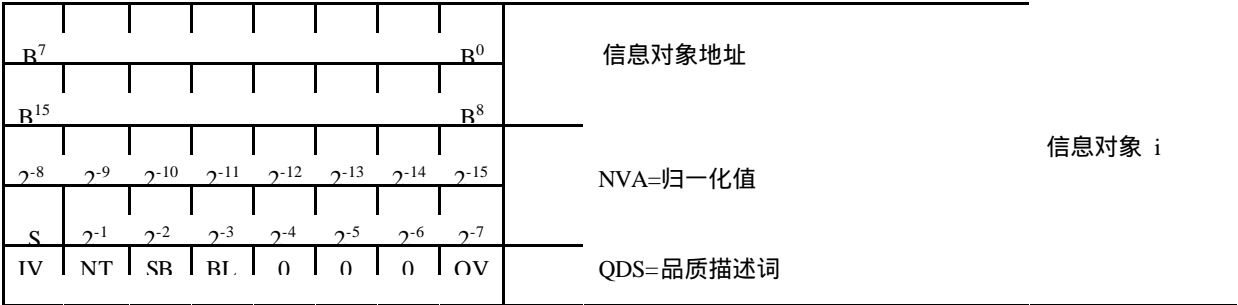 B⁷ B⁰ 信息对象地址
B¹⁵ B⁸
信息对象 i
2⁻⁸ 2⁻⁹ 2⁻¹⁰ 2⁻¹¹ 2⁻¹² 2⁻¹³ 2⁻¹⁴ 2⁻¹⁵ NVA=归一化值
S 2⁻¹ 2⁻² 2⁻³ 2⁻⁴ 2⁻⁵ 2⁻⁶ 2⁻⁷
IV NT SB BL 0 0 0 OV QDS=品质描述词